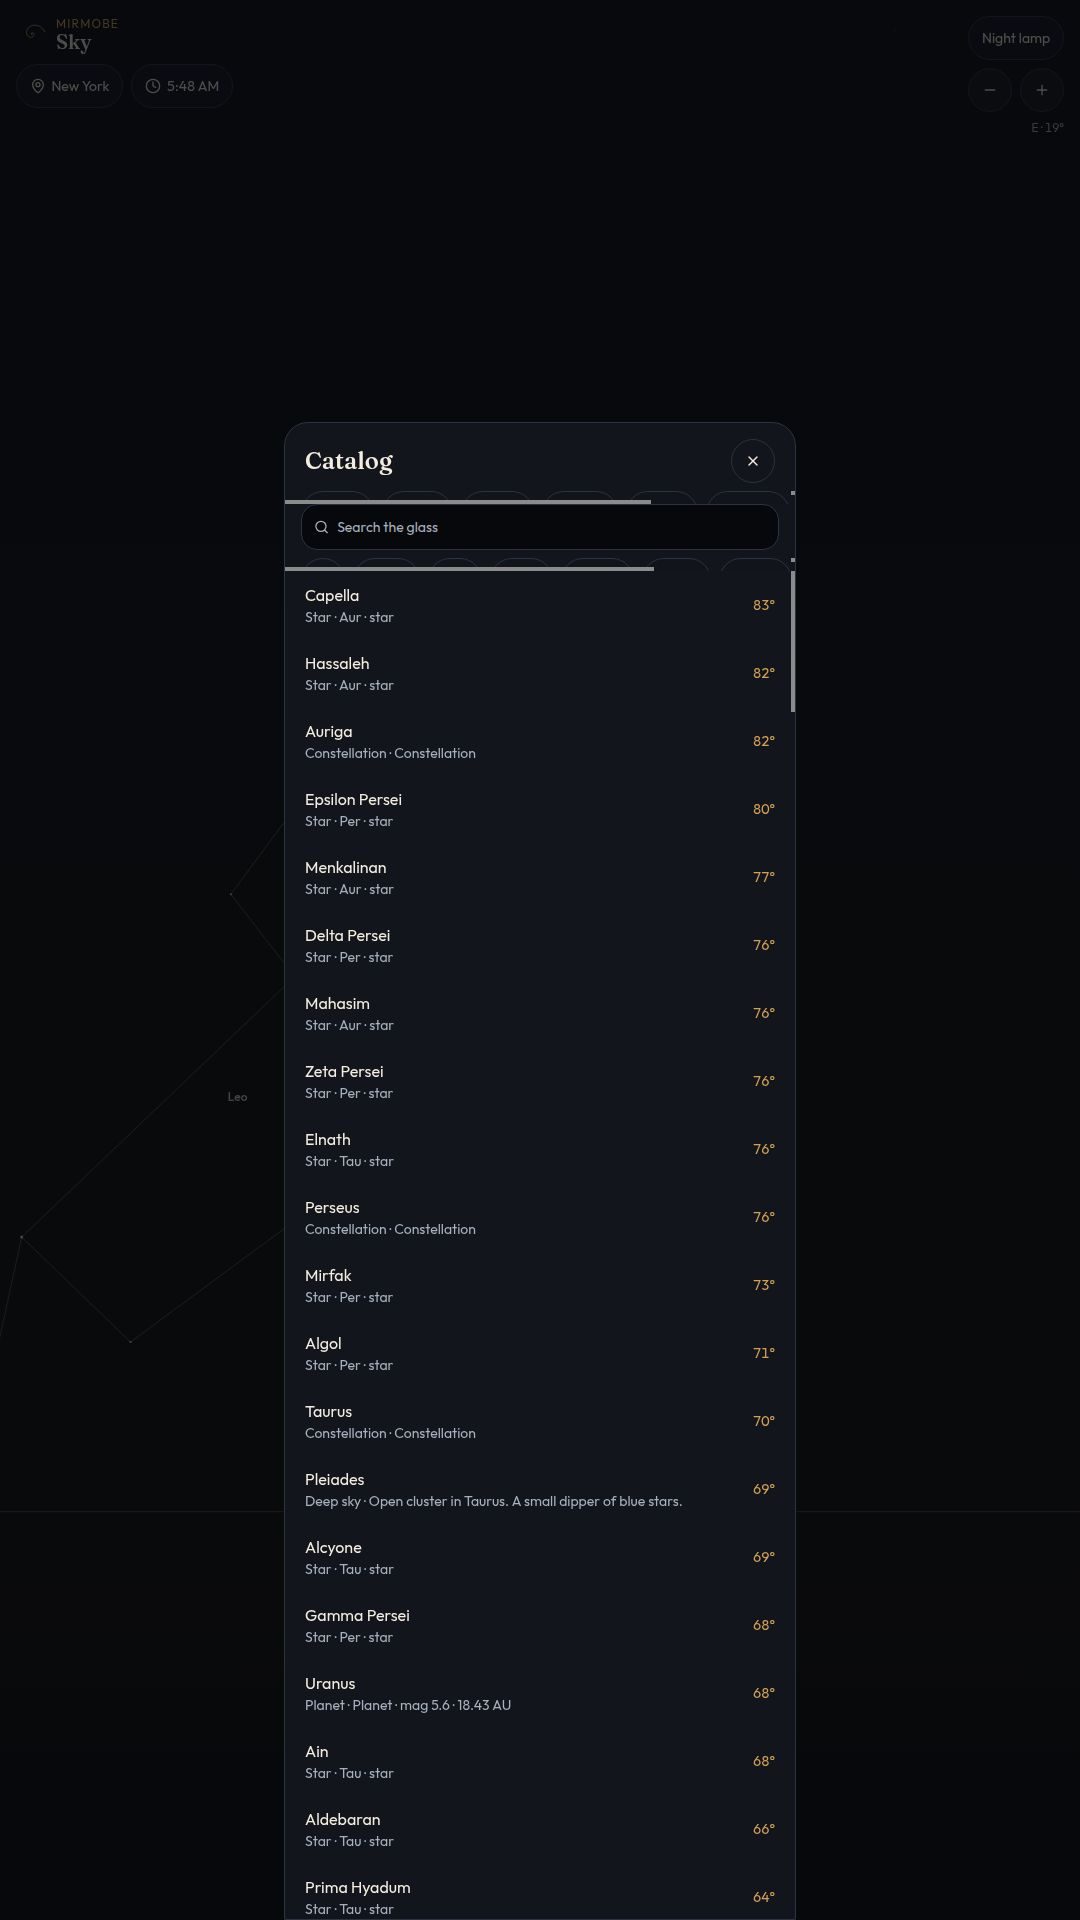 MIRMOBE
Sky
Night lamp
New York
5:48 AM
E · 19°
Catalog
Search the glass
Capella
83°
Star · Aur · star
Hassaleh
82°
Star · Aur · star
Auriga
82°
Constellation · Constellation
Epsilon Persei
80°
Star · Per · star
Menkalinan
77°
Star · Aur · star
Delta Persei
76°
Star · Per · star
Mahasim
76°
Star · Aur · star
Zeta Persei
76°
Star · Per · star
Leo
Elnath
76°
Star · Tau · star
Perseus
76°
Constellation · Constellation
Mirfak
73°
Star · Per · star
Algol
71°
Star · Per · star
Taurus
70°
Constellation · Constellation
Pleiades
69°
Deep sky · Open cluster in Taurus. A small dipper of blue stars.
Alcyone
69°
Star · Tau · star
Gamma Persei
68°
Star · Per · star
Uranus
68°
Planet · Planet · mag 5.6 · 18.43 AU
Ain
68°
Star · Tau · star
Aldebaran
66°
Star · Tau · star
Prima Hyadum
64°
Star · Tau · star